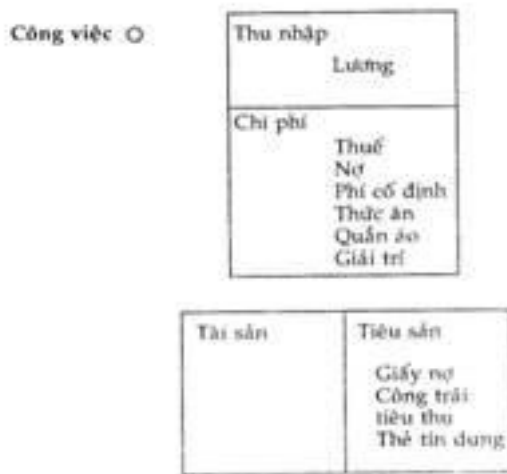 Công việc
Thu nhập
Lương
Chi phí
Thuế
Nợ
Phí cố định
Thức ăn
Quần áo
Giải trí
Tài sản
Tiêu sản
Giấy nợ
Công trái
tiêu thụ
Thẻ tín dụng